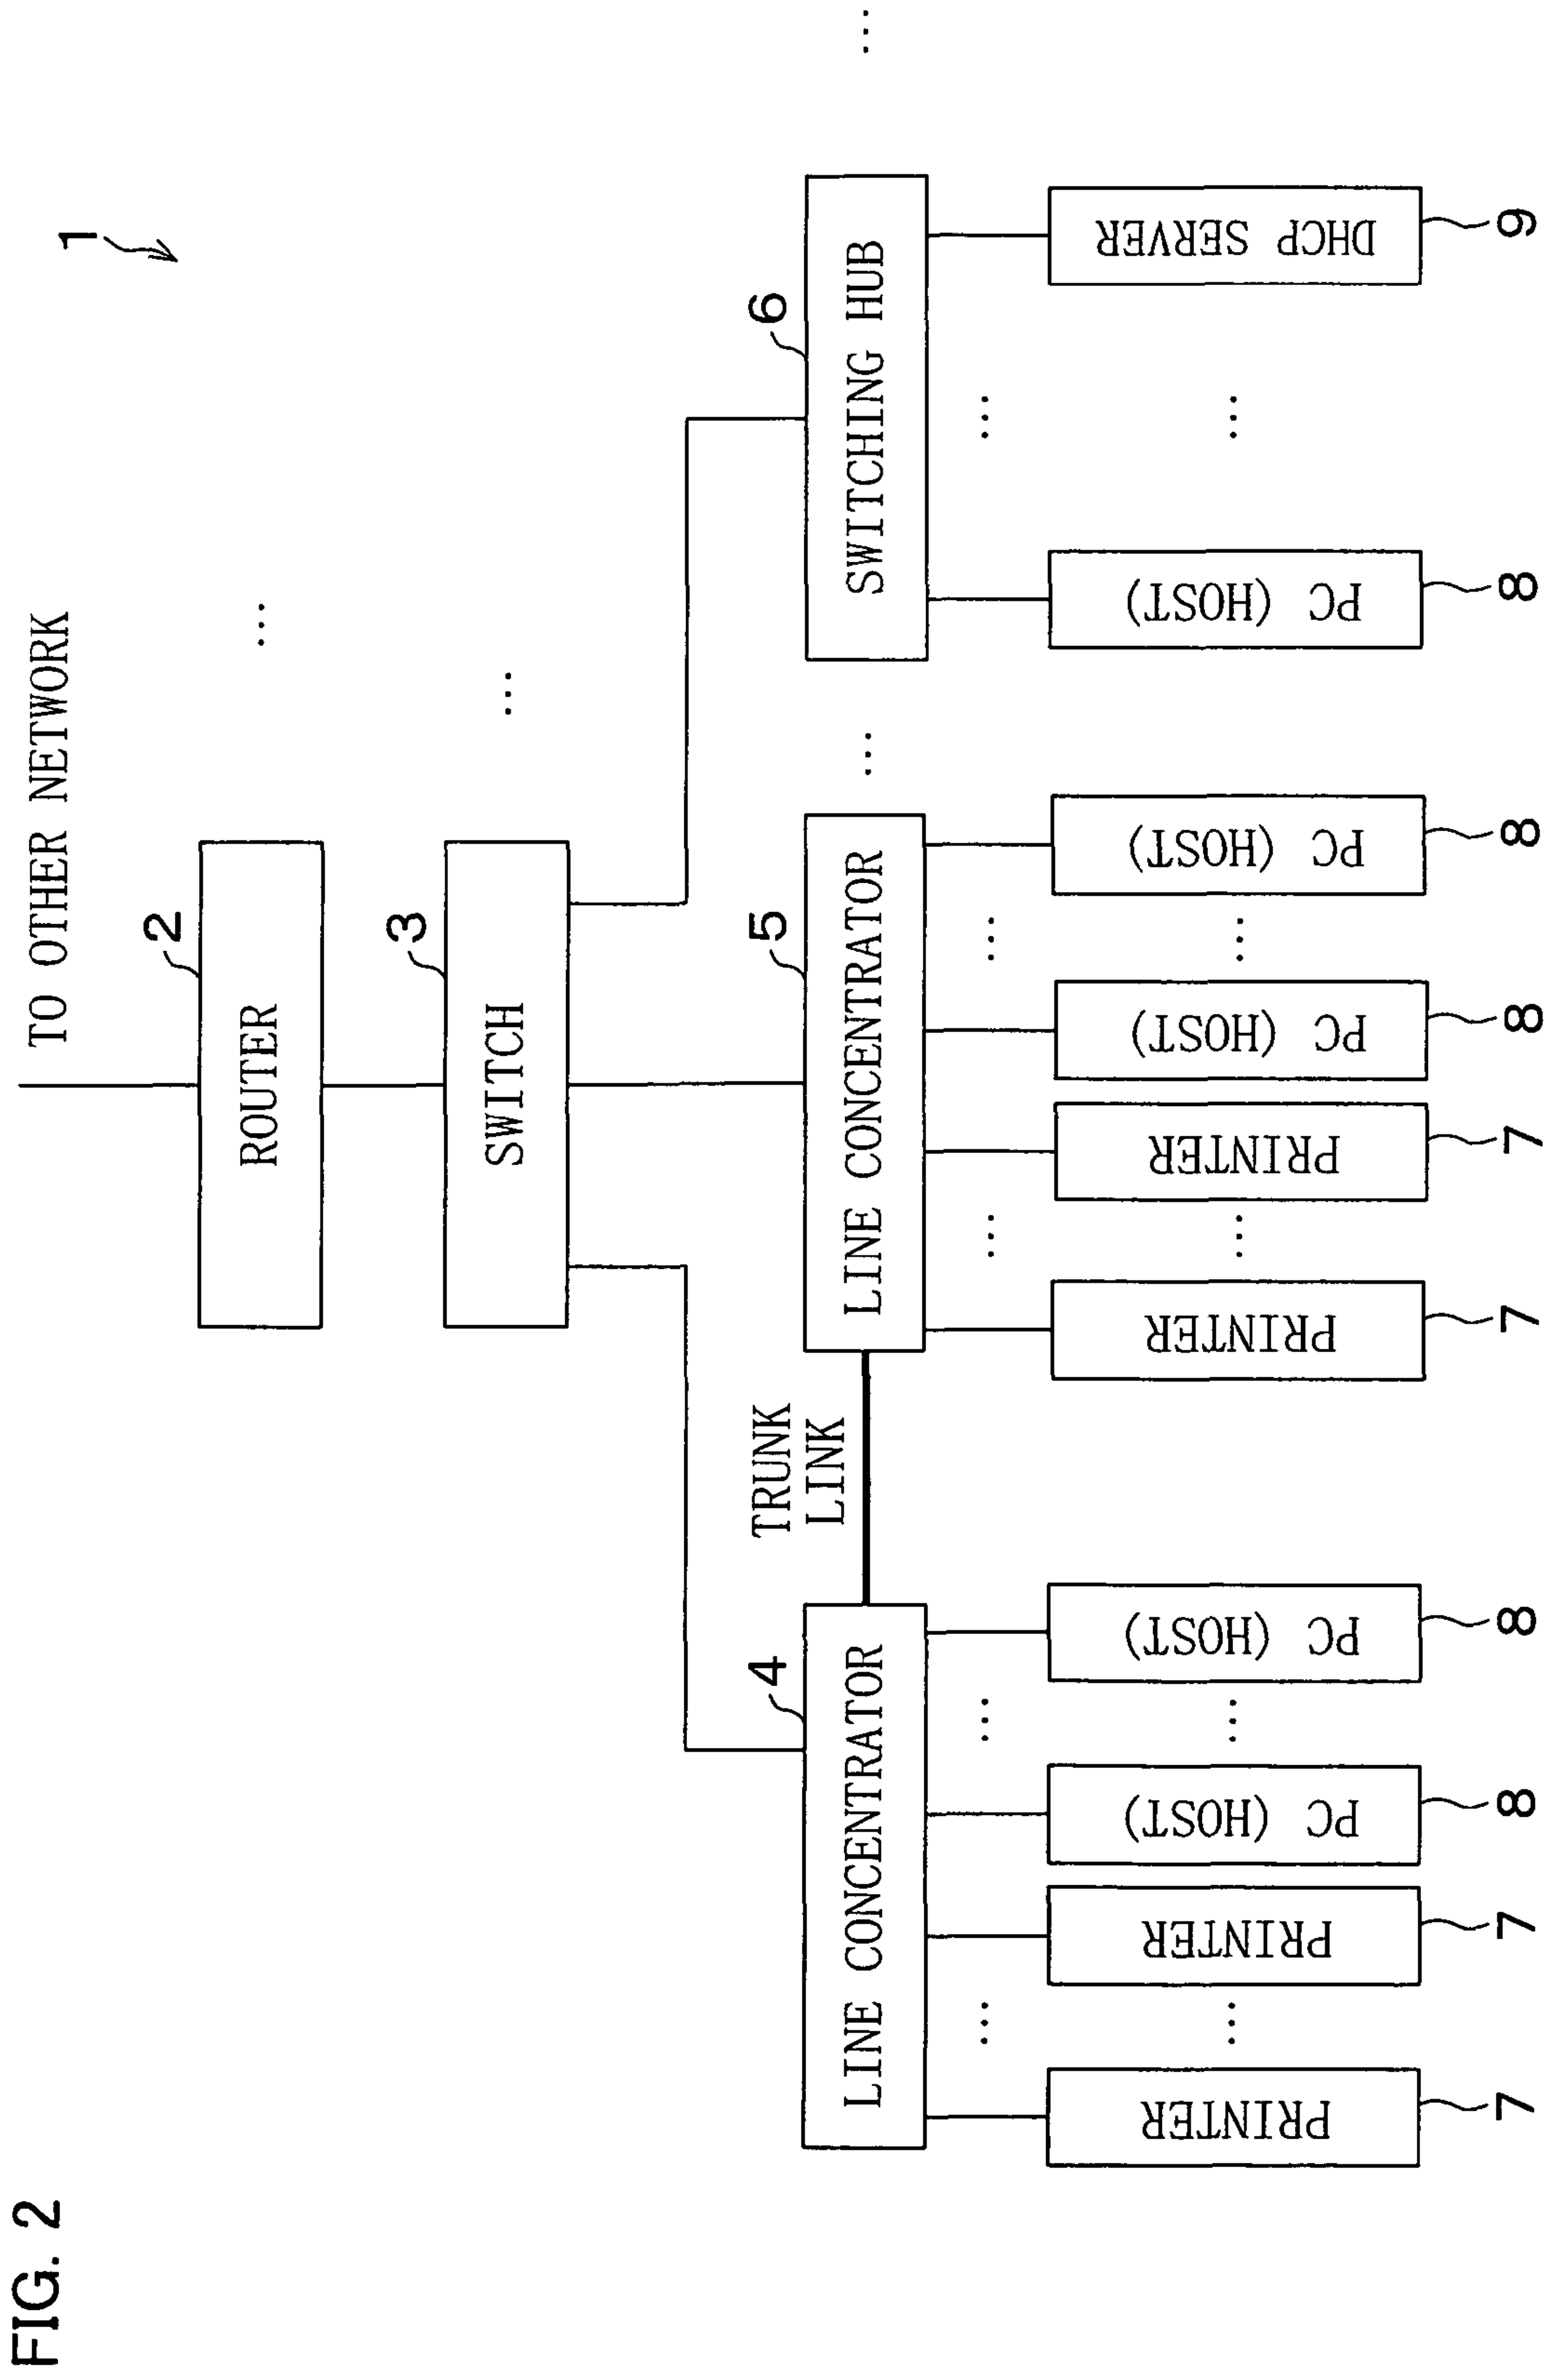 FIG. 2
1
TO OTHER NETWORK
...
2
ROUTER
3
SWITCH
...
4
LINE CONCENTRATOR
TRUNK
LINK
5
LINE CONCENTRATOR
...
6
SWITCHING HUB
...
... ... ... ... ...
PRINTER
...
PRINTER
PC (HOST)
...
PC (HOST)
PRINTER
...
PRINTER
PC (HOST)
...
PC (HOST)
PC (HOST)
...
DHCP SERVER
7 7 8 8 7 7 8 8 8 9